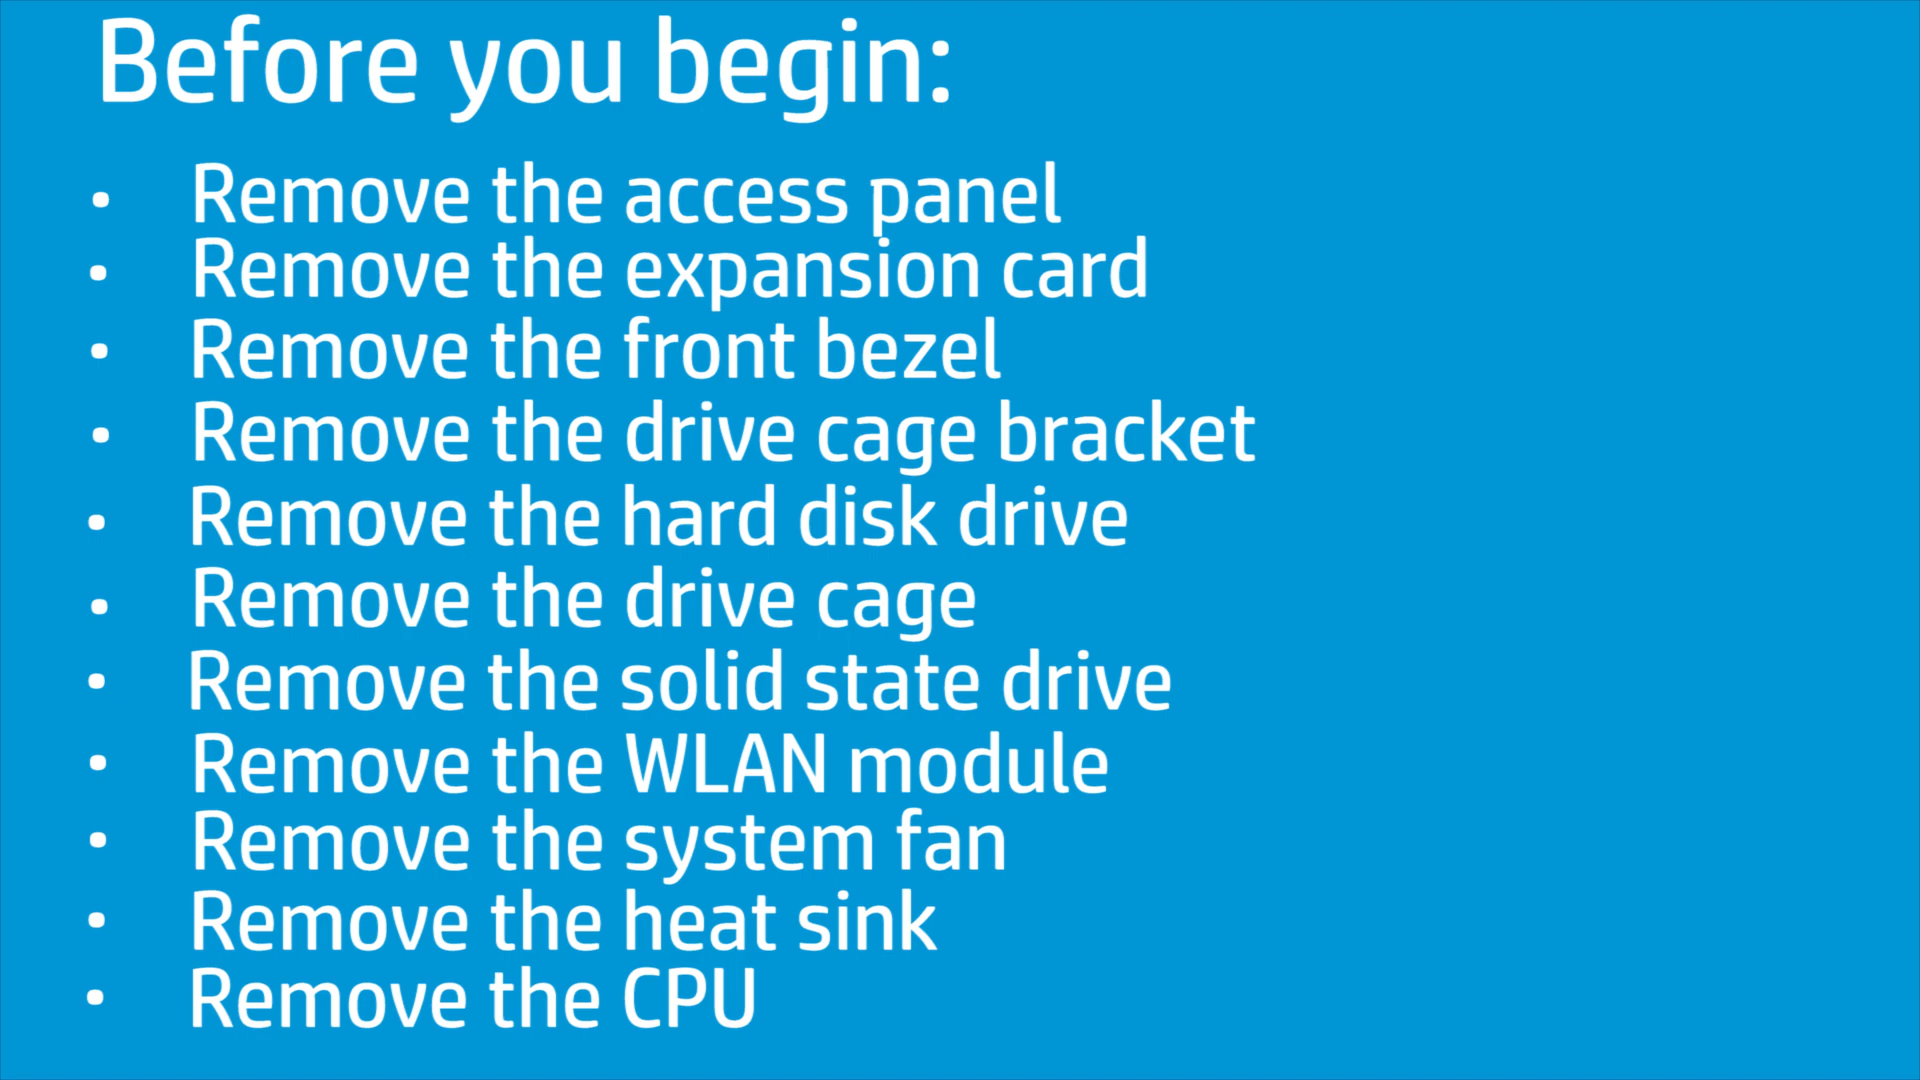 Before you begin:
• Remove the access panel
• Remove the expansion card
• Remove the front bezel
• Remove the drive cage bracket
• Remove the hard disk drive
• Remove the drive cage
• Remove the solid state drive
• Remove the WLAN module
• Remove the system fan
• Remove the heat sink
• Remove the CPU